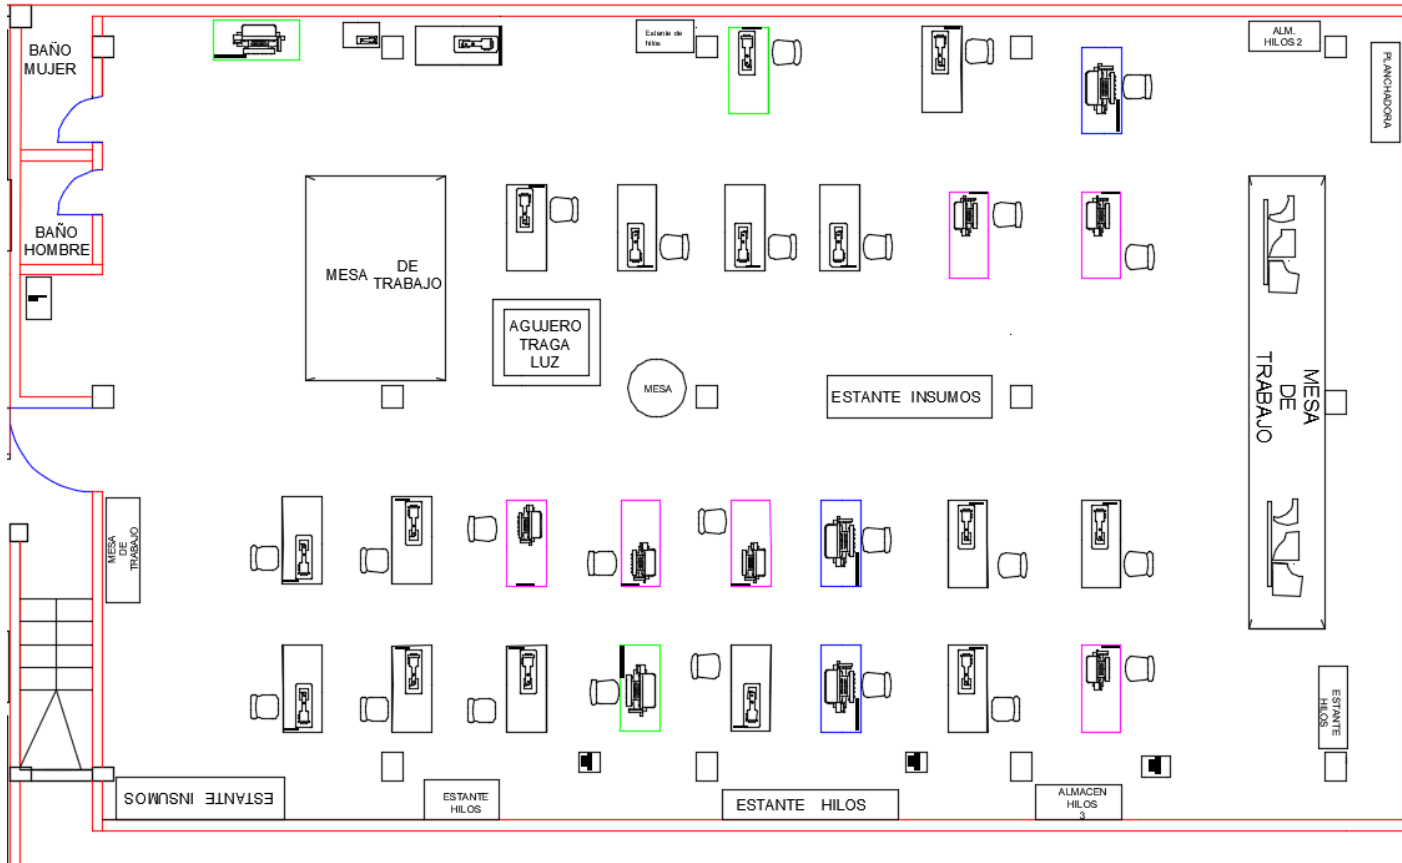 BAÑO
MUJER
Estante de
hilos
ALM.
HILOS 2
PLANCHADORA
BAÑO
HOMBRE
MESA
DE
TRABAJO
AGUJERO
TRAGA
LUZ
MESA
ESTANTE INSUMOS
MESA
DE
TRABAJO
MESA
DE
TRABAJO
ESTANTE
HILOS
ESTANTE INSUMOS
ESTANTE
HILOS
ESTANTE HILOS
ALMACEN
HILOS
3